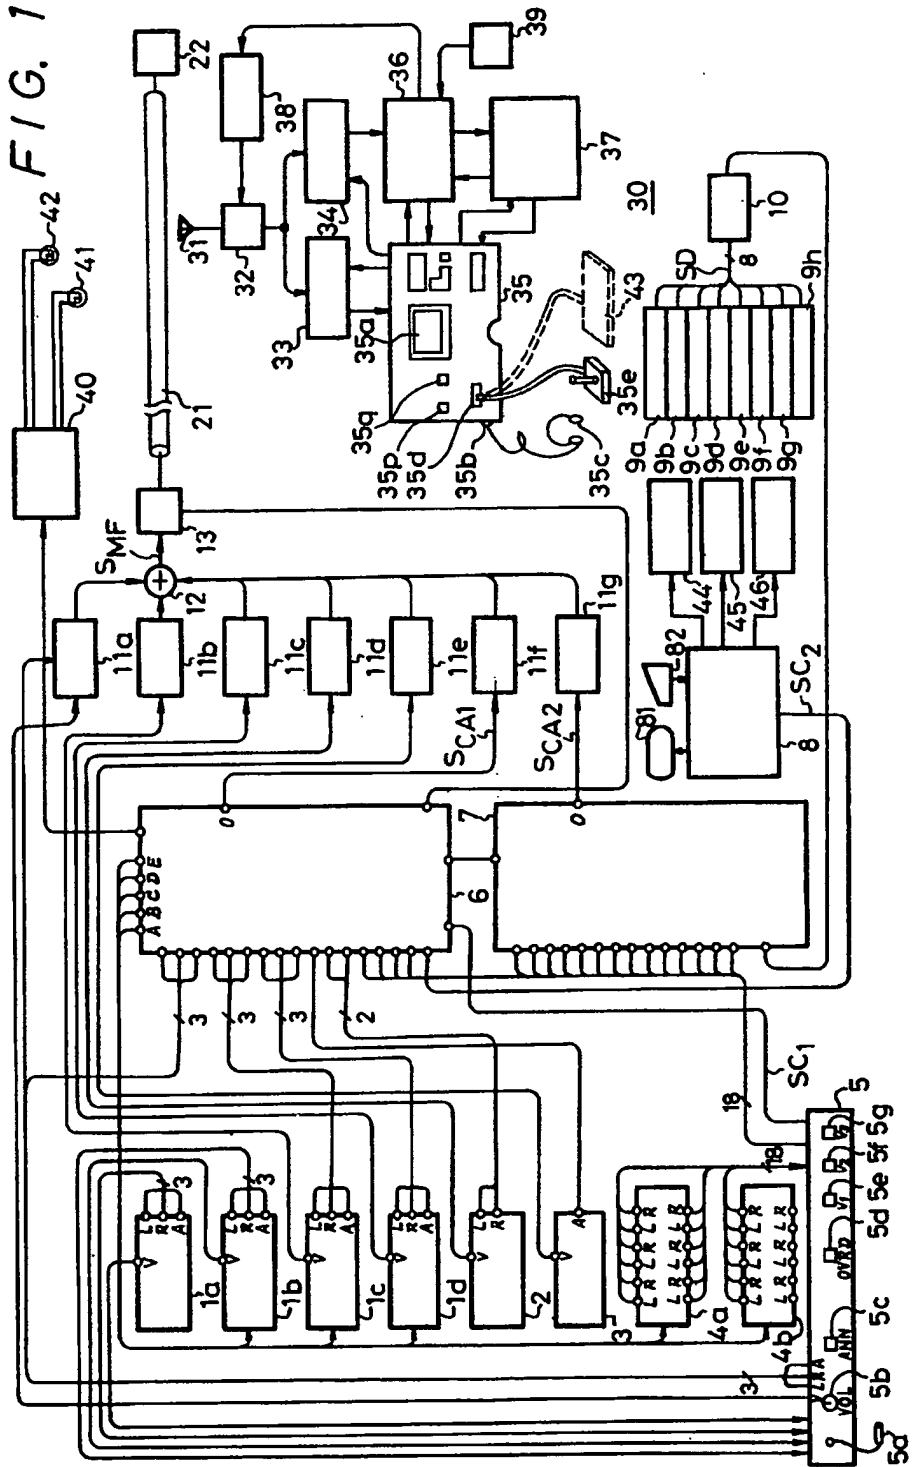 FIG. 1
42
41
40
22
21
13
SMF
12
11a
11b
11c
11d
11e
11f
11g
SCA1
SCA2
38
36
39
31
32
34
33
37
30
35a
35
35q
35p
35d
35b
35c
35e
43
10
8
SD
9h
9a
9b
9c
9d
9e
9f
9g
44
45
46
82
81
8
SC2
A B C D E
O
6
7
O
3
3
3
2
18
SC1
3
3
L
R
A
V
1a
L
R
A
V
1b
L
R
A
V
1c
L
R
A
V
1d
L
R
V
2
A
V
3
L R L R L R
L R L R L R
4a
18
L R L R L R
L R L R L R
4b
3
L R A
VOL
ANN
OVRD
V1
V2
5
5a
5b
5c
5d
5e
5f
5g